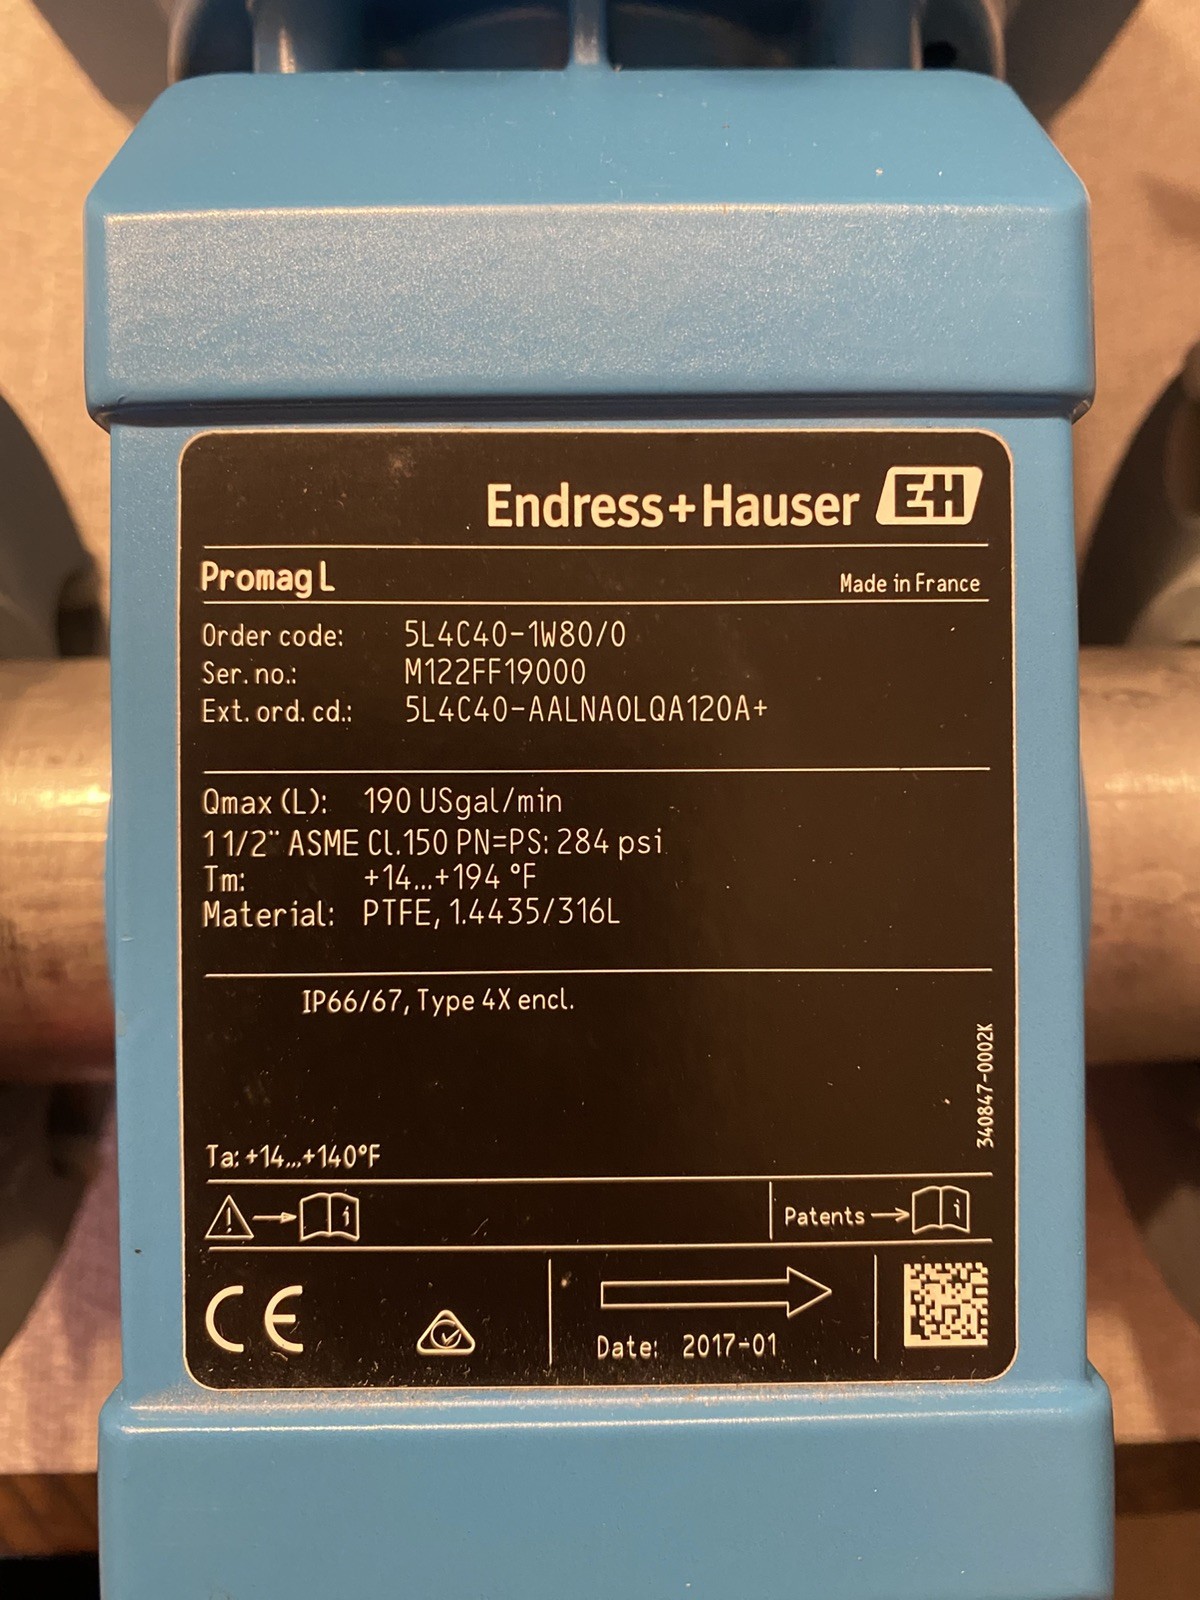 Endress+Hauser EH
Promag L Made in France
Order code: 5L4C40-1W80/0
Ser. no.: M122FF19000
Ext. ord. cd.: 5L4C40-AALNA0LQA120A+
Qmax (L): 190 USgal/min
1 1/2" ASME Cl.150 PN=PS: 284 psi
Tm: +14...+194 °F
Material: PTFE, 1.4435/316L
IP66/67, Type 4X encl.
340847-0002K
Ta: +14...+140°F
Patents
CE
Date: 2017-01